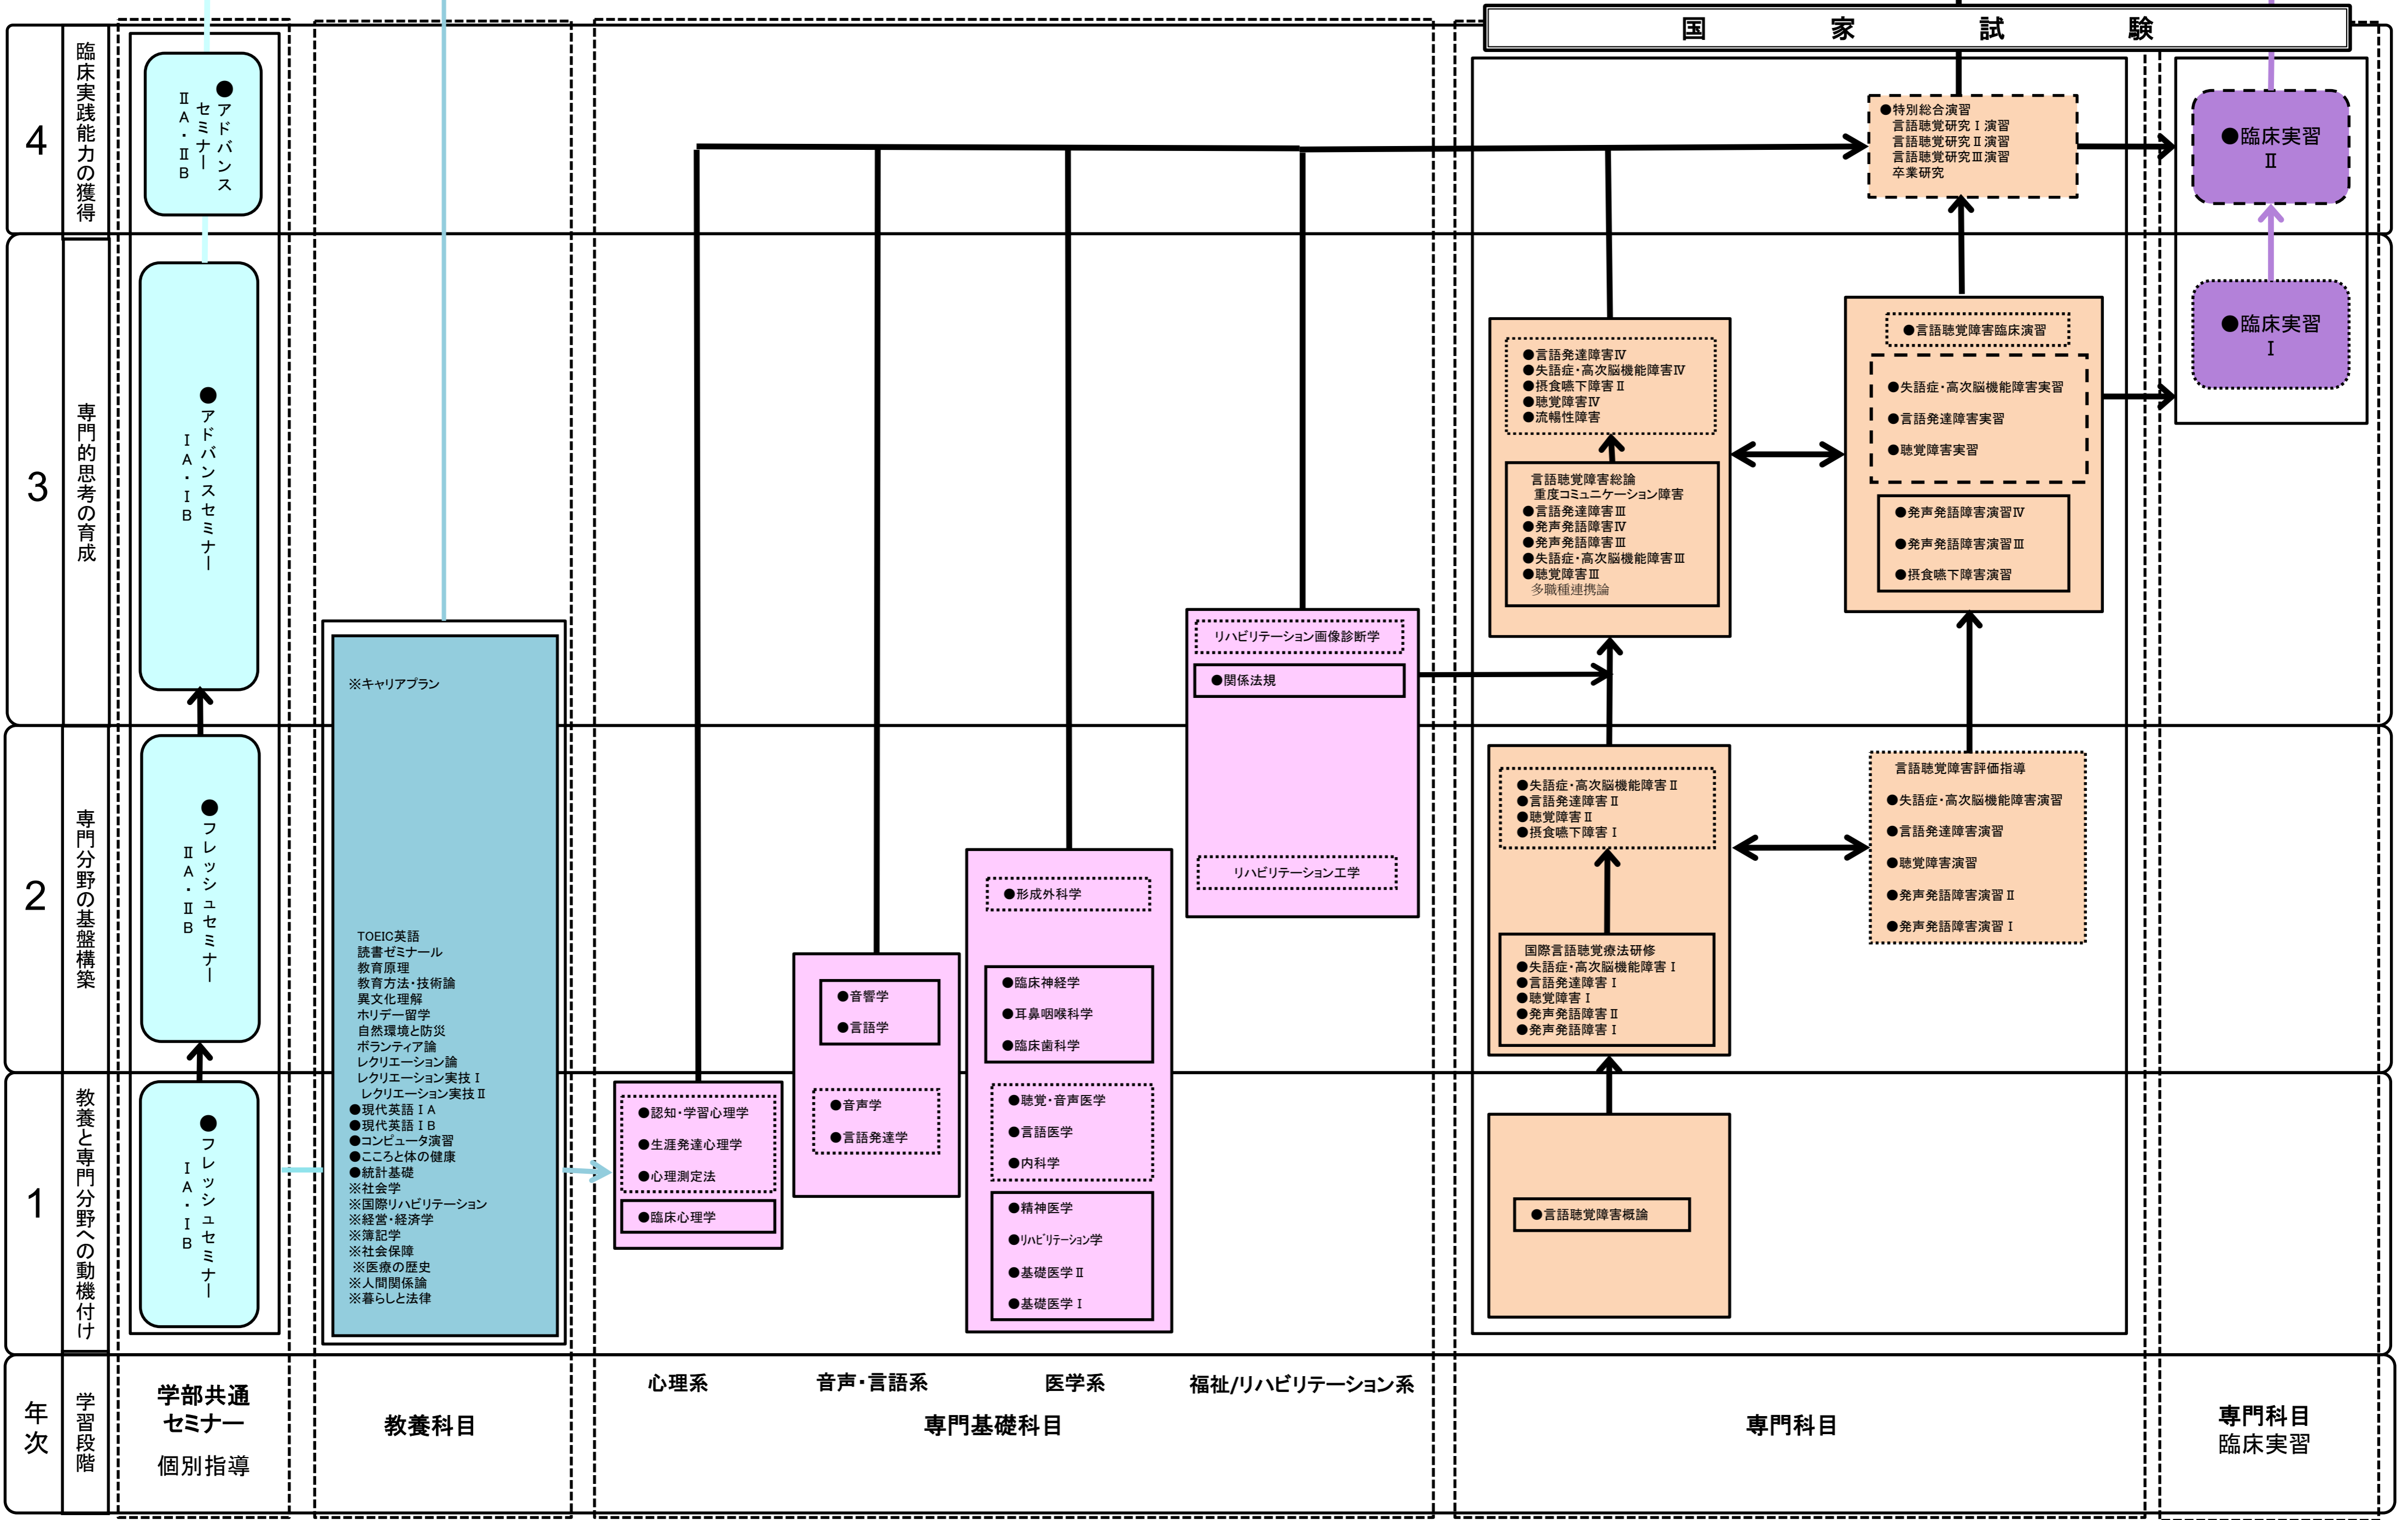 国家試験
4
臨床実践能力の獲得
●アドバンス
セミナー
ⅡA・ⅡB
●特別総合演習
言語聴覚研究Ⅰ演習
言語聴覚研究Ⅱ演習
言語聴覚研究Ⅲ演習
卒業研究
●臨床実習
Ⅱ
3
専門的思考の育成
●アドバンスセミナー
ⅠA・ⅠB
※キャリアプラン
リハビリテーション画像診断学
●関係法規
●言語発達障害Ⅳ
●失語症・高次脳機能障害Ⅳ
●摂食嚥下障害Ⅱ
●聴覚障害Ⅳ
●流暢性障害
言語聴覚障害総論
重度コミュニケーション障害
●言語発達障害Ⅲ
●発声発語障害Ⅳ
●発声発語障害Ⅲ
●失語症・高次脳機能障害Ⅲ
●聴覚障害Ⅲ
多職種連携論
●言語聴覚障害臨床演習
●失語症・高次脳機能障害実習
●言語発達障害実習
●聴覚障害実習
●発声発語障害演習Ⅳ
●発声発語障害演習Ⅲ
●摂食嚥下障害演習
●臨床実習
Ⅰ
2
専門分野の基盤構築
●フレッシュセミナー
ⅡA・ⅡB
TOEIC英語
読書ゼミナール
教育原理
教育方法・技術論
異文化理解
ホリデー留学
自然環境と防災
ボランティア論
レクリエーション論
レクリエーション実技Ⅰ
レクリエーション実技Ⅱ
●現代英語ⅠA
●現代英語ⅠB
●コンピュータ演習
●こころと体の健康
●統計基礎
※社会学
※国際リハビリテーション
※経営・経済学
※簿記学
※社会保障
※医療の歴史
※人間関係論
※暮らしと法律
●音響学
●言語学
●形成外科学
●臨床神経学
●耳鼻咽喉科学
●臨床歯科学
リハビリテーション工学
●失語症・高次脳機能障害Ⅱ
●言語発達障害Ⅱ
●聴覚障害Ⅱ
●摂食嚥下障害Ⅰ
国際言語聴覚療法研修
●失語症・高次脳機能障害Ⅰ
●言語発達障害Ⅰ
●聴覚障害Ⅰ
●発声発語障害Ⅱ
●発声発語障害Ⅰ
言語聴覚障害評価指導
●失語症・高次脳機能障害演習
●言語発達障害演習
●聴覚障害演習
●発声発語障害演習Ⅱ
●発声発語障害演習Ⅰ
1
教養と専門分野への動機付け
●フレッシュセミナー
ⅠA・ⅠB
●認知・学習心理学
●生涯発達心理学
●心理測定法
●臨床心理学
●音声学
●言語発達学
●聴覚・音声医学
●言語医学
●内科学
●精神医学
●ﾘﾊﾋﾞﾘﾃｰｼｮﾝ学
●基礎医学Ⅱ
●基礎医学Ⅰ
●言語聴覚障害概論
年次
学習段階
学部共通
セミナー
個別指導
教養科目
心理系
音声・言語系
医学系
福祉/リハビリテーション系
専門基礎科目
専門科目
専門科目
臨床実習